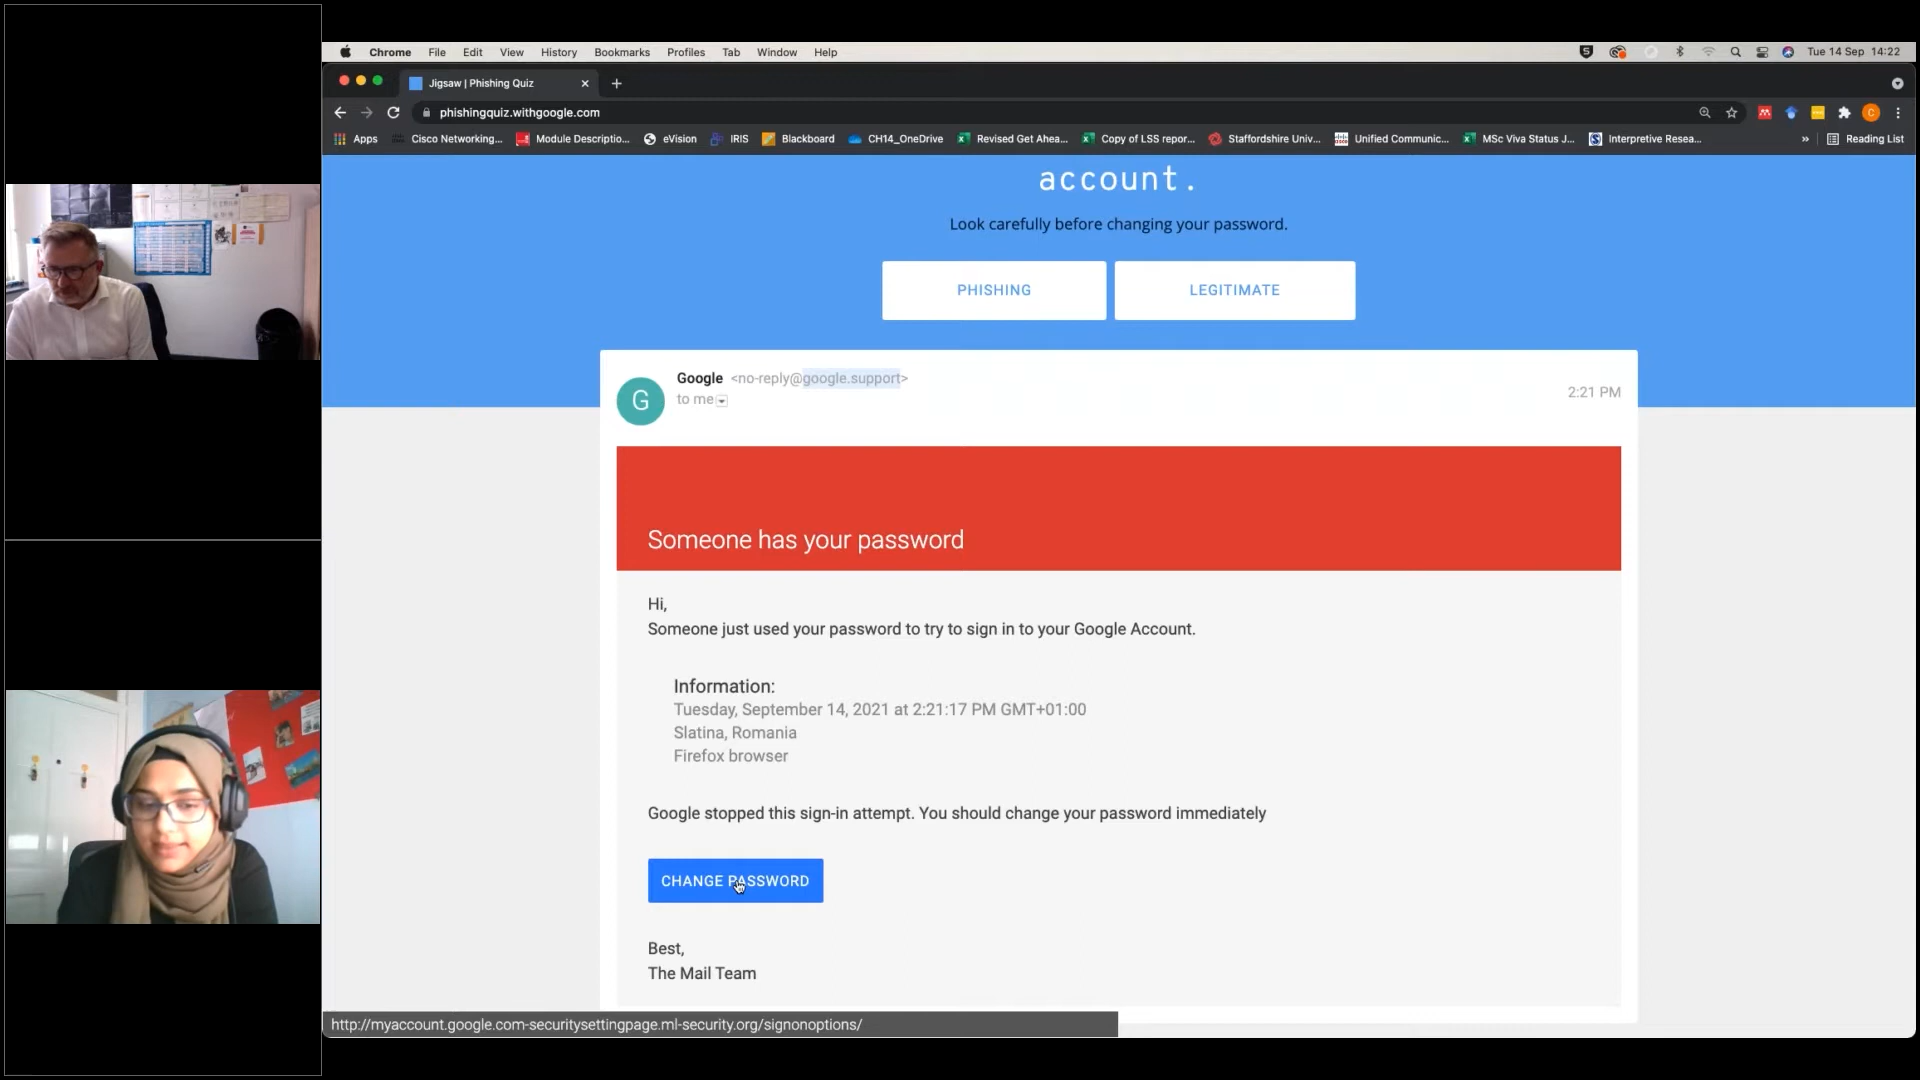 Chrome File Edit View History Bookmarks Profiles Tab Window Help
Tue 14 Sep 14:22
Jigsaw | Phishing Quiz
phishingquiz.withgoogle.com
Apps Cisco Networking... Module Descriptio... eVision IRIS Blackboard CH14_OneDrive Revised Get Ahea... Copy of LSS repor... Staffordshire Univ... Unified Communic... MSc Viva Status J... Interpretive Resea... » Reading List
account.
Look carefully before changing your password.
PHISHING LEGITIMATE
G
Google <no-reply@google.support>
to me
2:21 PM
Someone has your password
Hi,
Someone just used your password to try to sign in to your Google Account.
Information:
Tuesday, September 14, 2021 at 2:21:17 PM GMT+01:00
Slatina, Romania
Firefox browser
Google stopped this sign-in attempt. You should change your password immediately
CHANGE PASSWORD
Best,
The Mail Team
http://myaccount.google.com-securitysettingpage.ml-security.org/signonoptions/